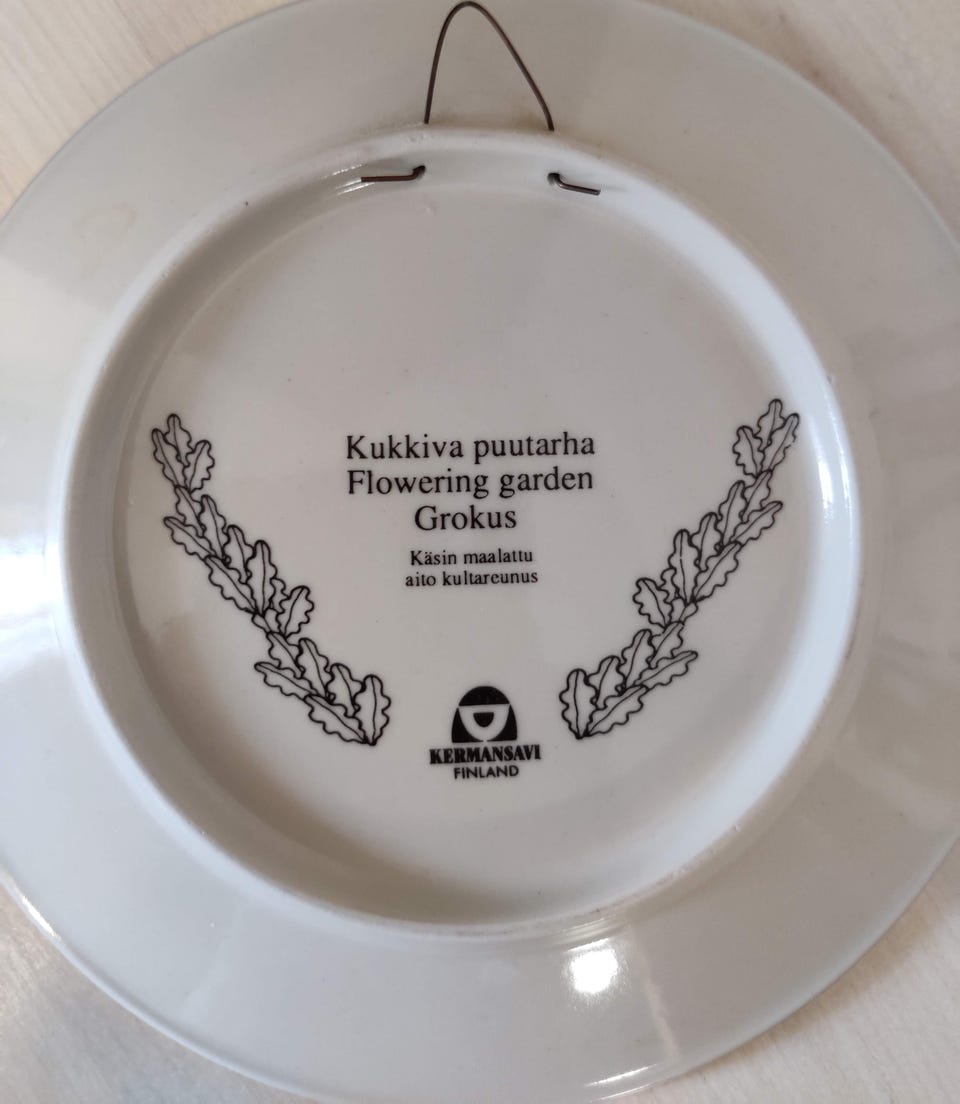 Kukkiva puutarha
Flowering garden
Grokus
Käsin maalattu
aito kultareunus
KERMANSAVI
FINLAND